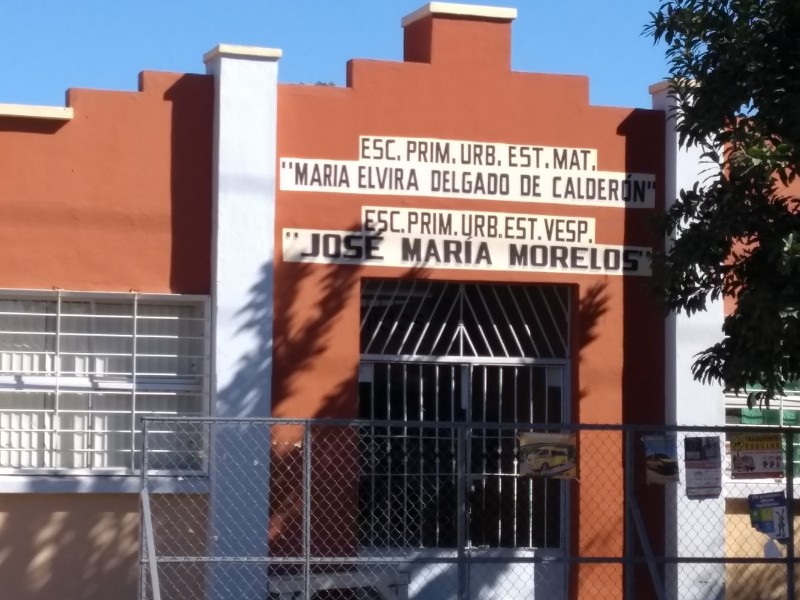 ESC. PRIM. URB. EST. MAT.
"MARIA ELVIRA DELGADO DE CALDERÓN"
ESC. PRIM. URB. EST. VESP.
"JOSÉ MARÍA MORELOS"